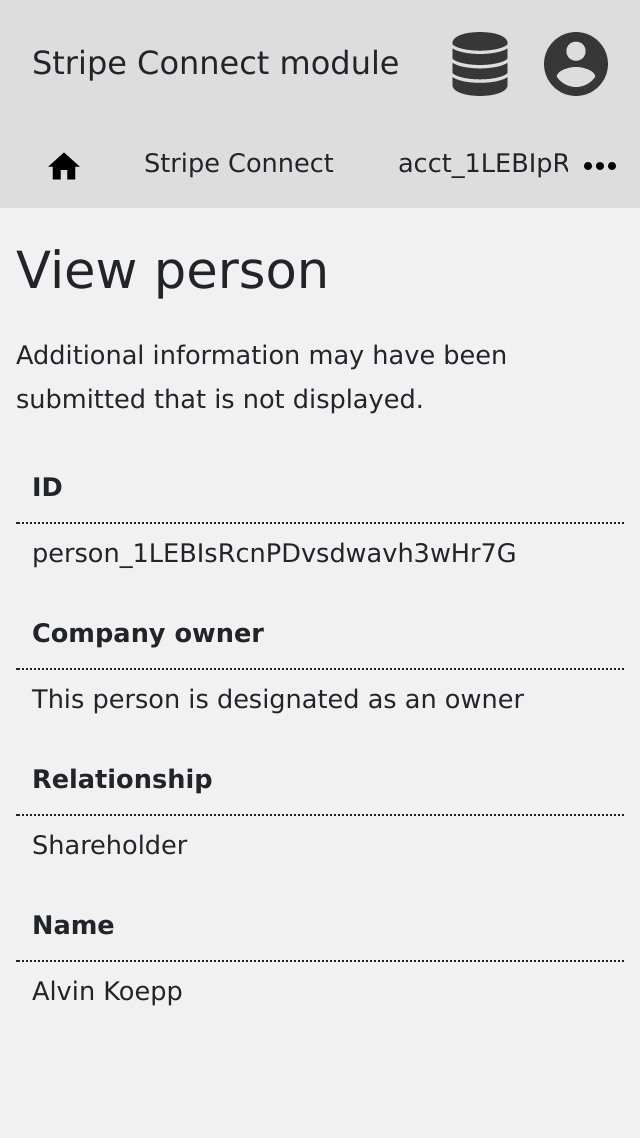 Stripe Connect module
Stripe Connect
acct_1LEBIpR
View person
Additional information may have been
submitted that is not displayed.
ID
person_1LEBIsRcnPDvsdwavh3wHr7G
Company owner
This person is designated as an owner
Relationship
Shareholder
Name
Alvin Koepp